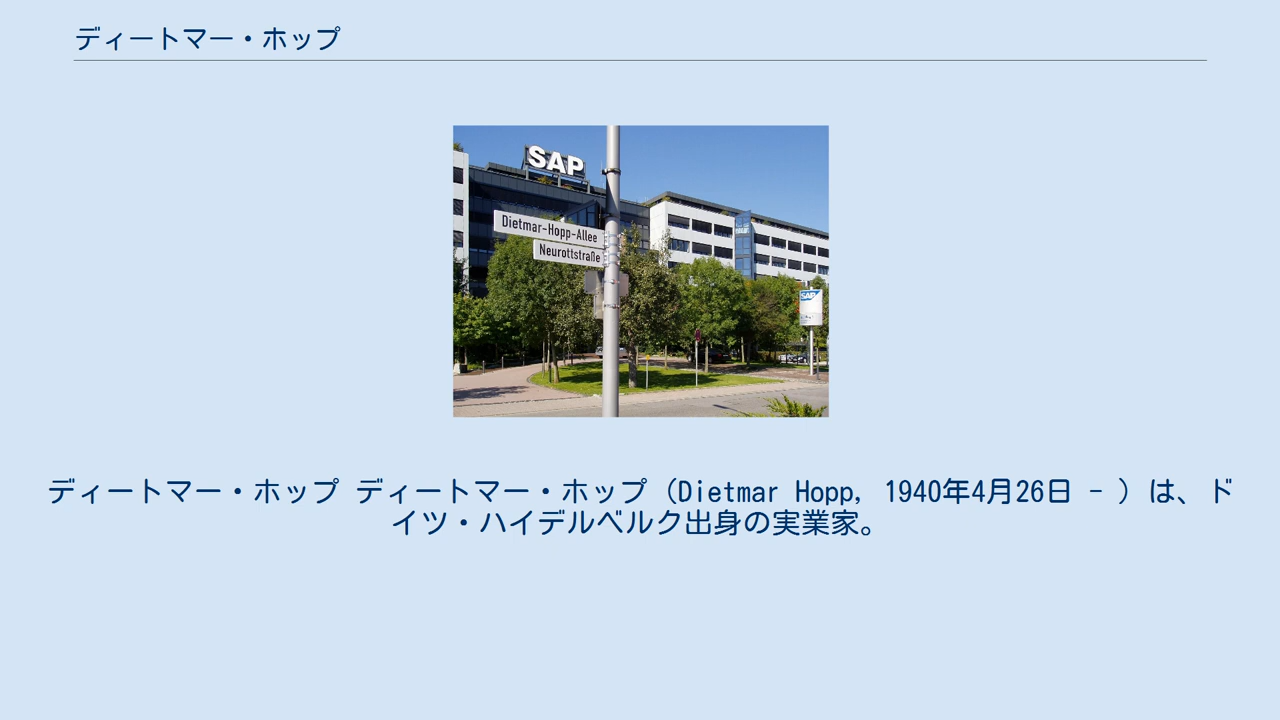 ディートマー・ホップ
SAP
Dietmar-Hopp-Allee
Neurottstraße
SAP
ディートマー・ホップ ディートマー・ホップ（Dietmar Hopp, 1940年4月26日 - ）は、ド
イツ・ハイデルベルク出身の実業家。